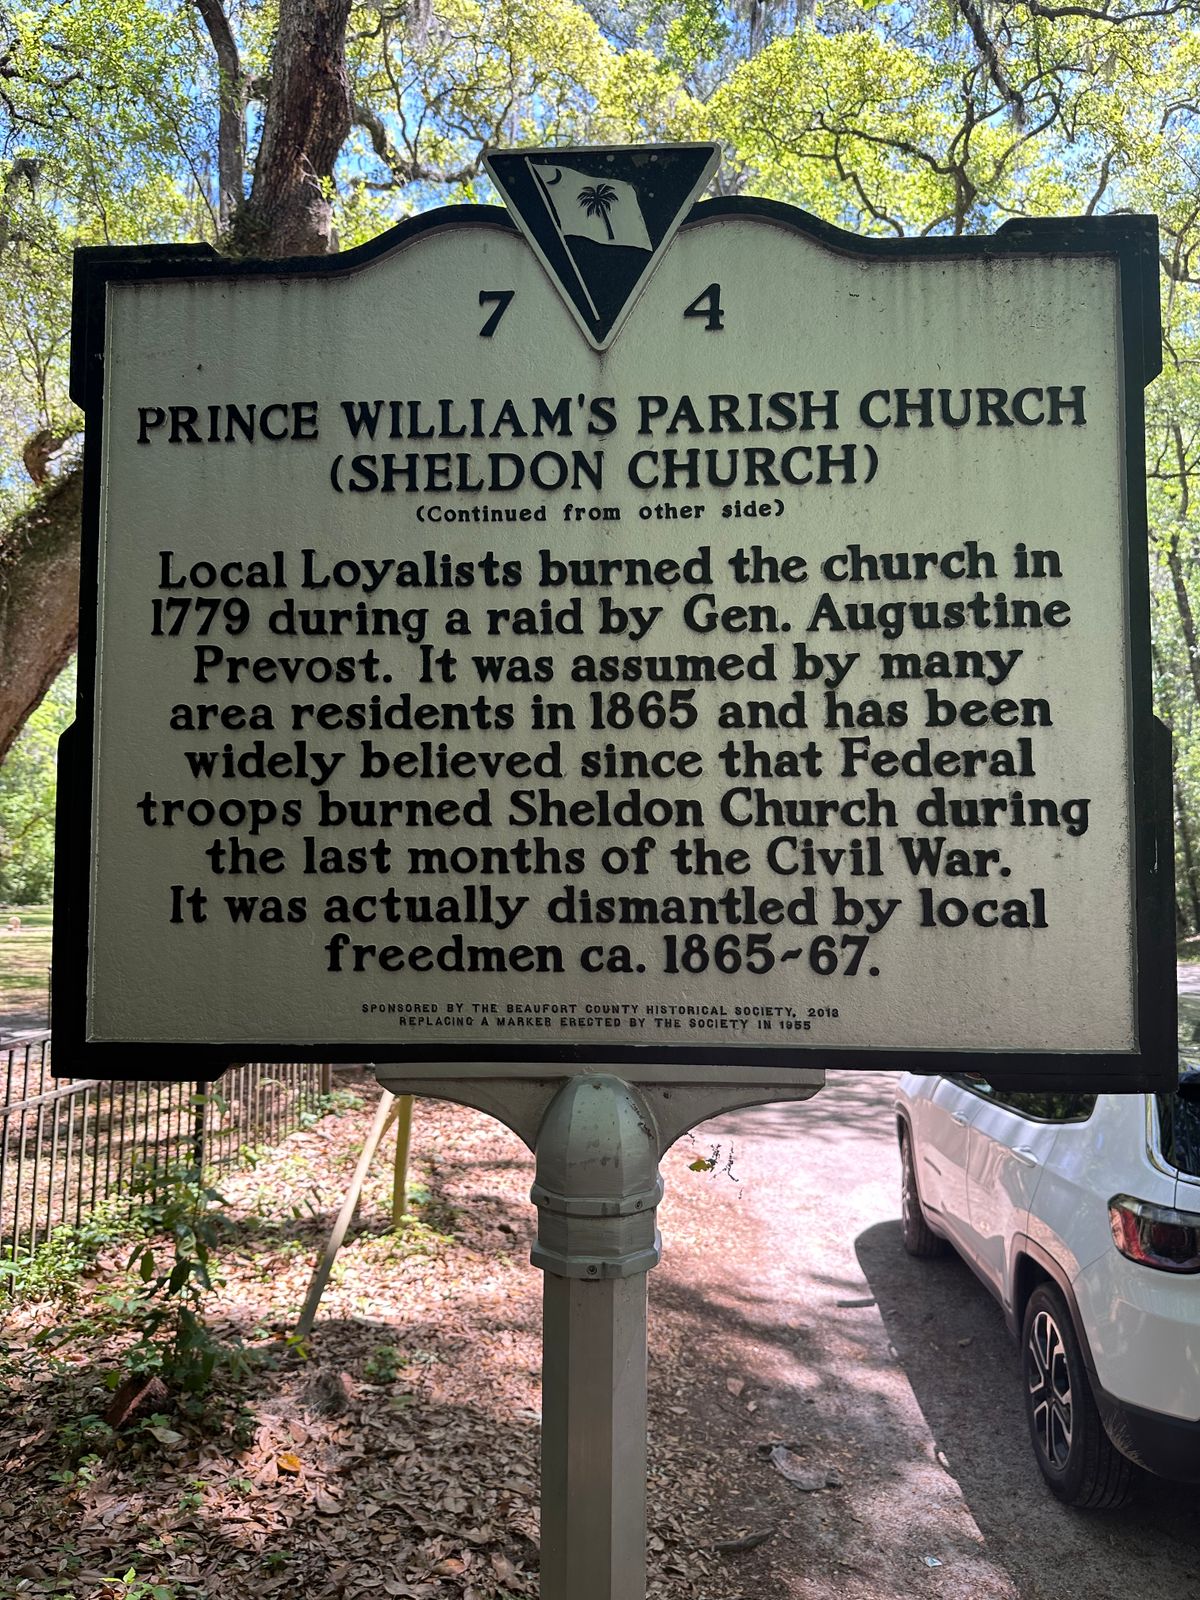 7 4
PRINCE WILLIAM'S PARISH CHURCH
(SHELDON CHURCH)
(Continued from other side)
Local Loyalists burned the church in
1779 during a raid by Gen. Augustine
Prevost. It was assumed by many
area residents in 1865 and has been
widely believed since that Federal
troops burned Sheldon Church during
the last months of the Civil War.
It was actually dismantled by local
freedmen ca. 1865~67.
SPONSORED BY THE BEAUFORT COUNTY HISTORICAL SOCIETY, 2013
REPLACING A MARKER ERECTED BY THE SOCIETY IN 1955